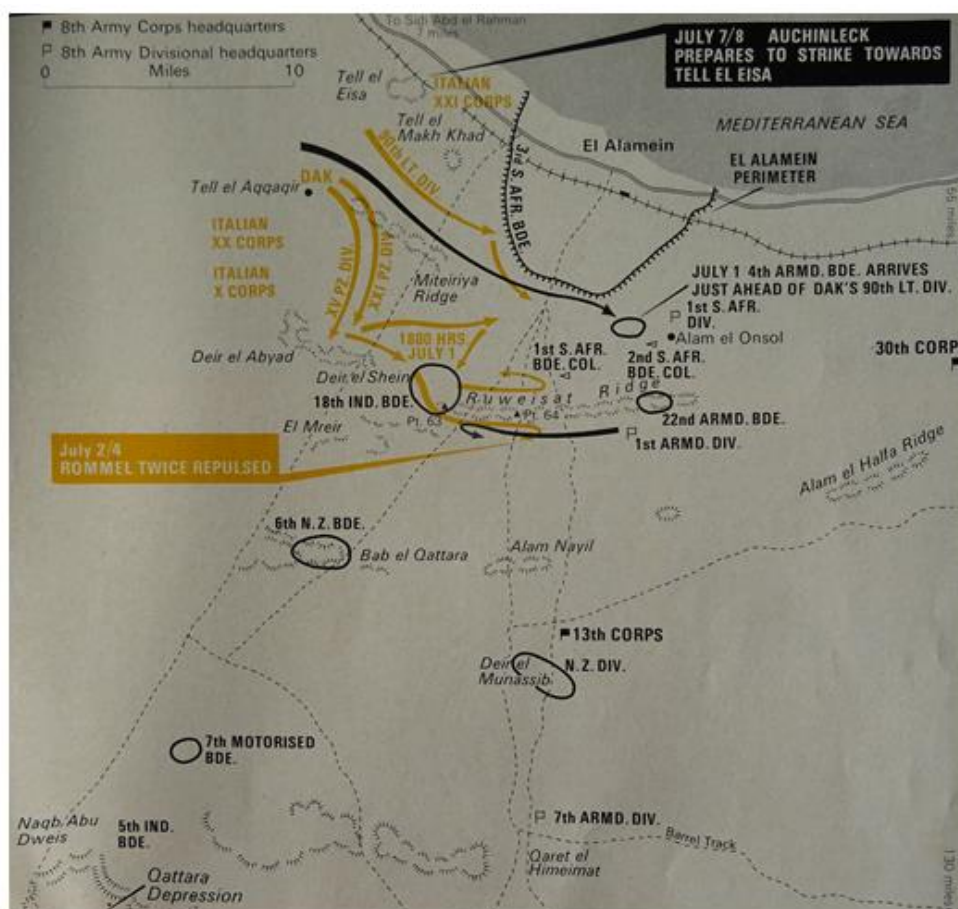 8th Army Corps headquarters
8th Army Divisional headquarters
0 Miles 10
To Sidi Abd el Rahman
7 miles
JULY 7/8 AUCHINLECK
PREPARES TO STRIKE TOWARDS
TELL EL EISA
Tell el
Eisa
ITALIAN
XXI CORPS
Tell el
Makh Khad
MEDITERRANEAN SEA
El Alamein
90th LT. DIV.
3rd S. AFR. BDE.
EL ALAMEIN
PERIMETER
55 miles
DAK
Tell el Aqqaqir
ITALIAN
XX CORPS
ITALIAN
X CORPS
XV PZ. DIV.
XXI PZ. DIV.
Miteiriya
Ridge
JULY 1 4th ARMD. BDE. ARRIVES
JUST AHEAD OF DAK'S 90th LT. DIV.
1st S. AFR.
DIV.
Alam el Onsol
1800 HRS
JULY 1
Deir el Abyad
1st S. AFR.
BDE. COL.
2nd S. AFR.
BDE. COL.
30th CORP
Deir el Shein
18th IND. BDE.
Ruweisat Ridge
Pt. 63
Pt. 64
22nd ARMD. BDE.
1st ARMD. DIV.
El Mreir
July 2/4
ROMMEL TWICE REPULSED
Alam el Halfa Ridge
6th N.Z. BDE.
Bab el Qattara
Alam Nayil
13th CORPS
Deir el
Munassib
N.Z. DIV.
7th MOTORISED
BDE.
Naqb Abu
Dweis
5th IND.
BDE.
7th ARMD. DIV.
Barrel Track
Qaret el
Himeimat
Qattara
Depression
130 miles